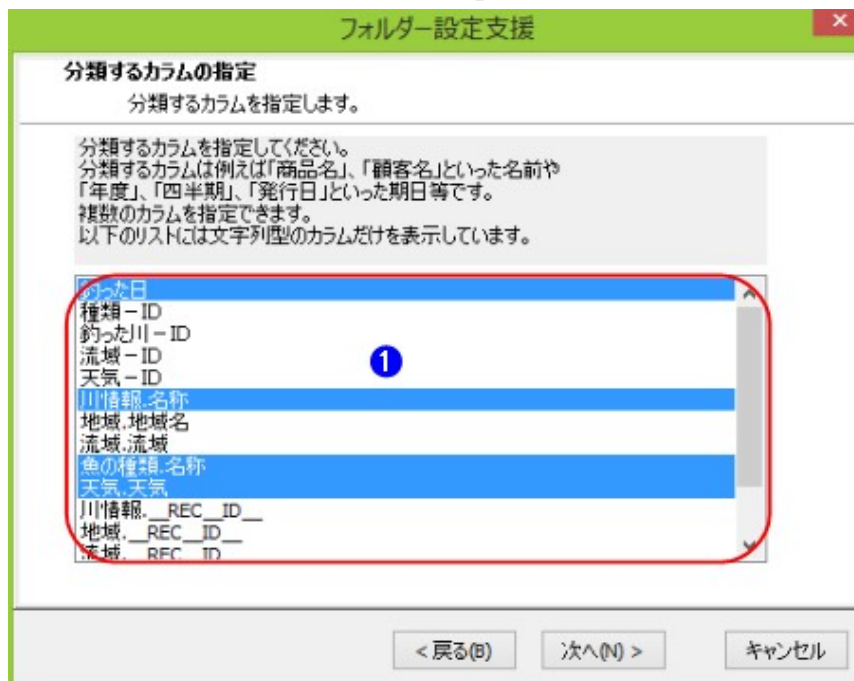 フォルダー設定支援
分類するカラムの指定
分類するカラムを指定します。
分類するカラムを指定してください。
分類するカラムは例えば「商品名」、「顧客名」といった名前や
「年度」、「四半期」、「発行日」といった期日等です。
複数のカラムを指定できます。
以下のリストには文字列型のカラムだけを表示しています。
釣った日
種類－ID
釣った川－ID
流域－ID
天気－ID
1
川情報.名称
地域.地域名
流域.流域
魚の種類.名称
天気.天気
川情報.__REC__ID__
地域.__REC__ID__
流域.__REC__ID__
< 戻る(B)
次へ(N) >
キャンセル